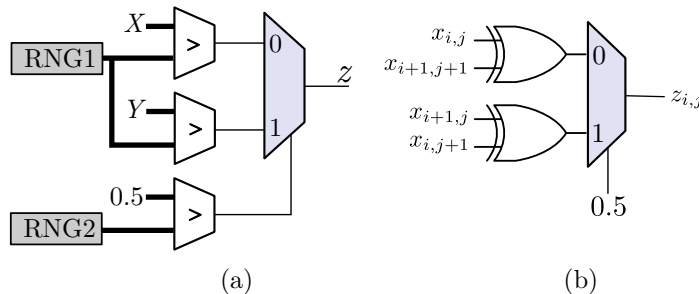 X
RNG1
>
0
z
Y
>
1
0.5
>
RNG2
(a)
x_{i,j}
x_{i+1,j+1}
0
z_{i,j}
x_{i+1,j}
x_{i,j+1}
1
0.5
(b)